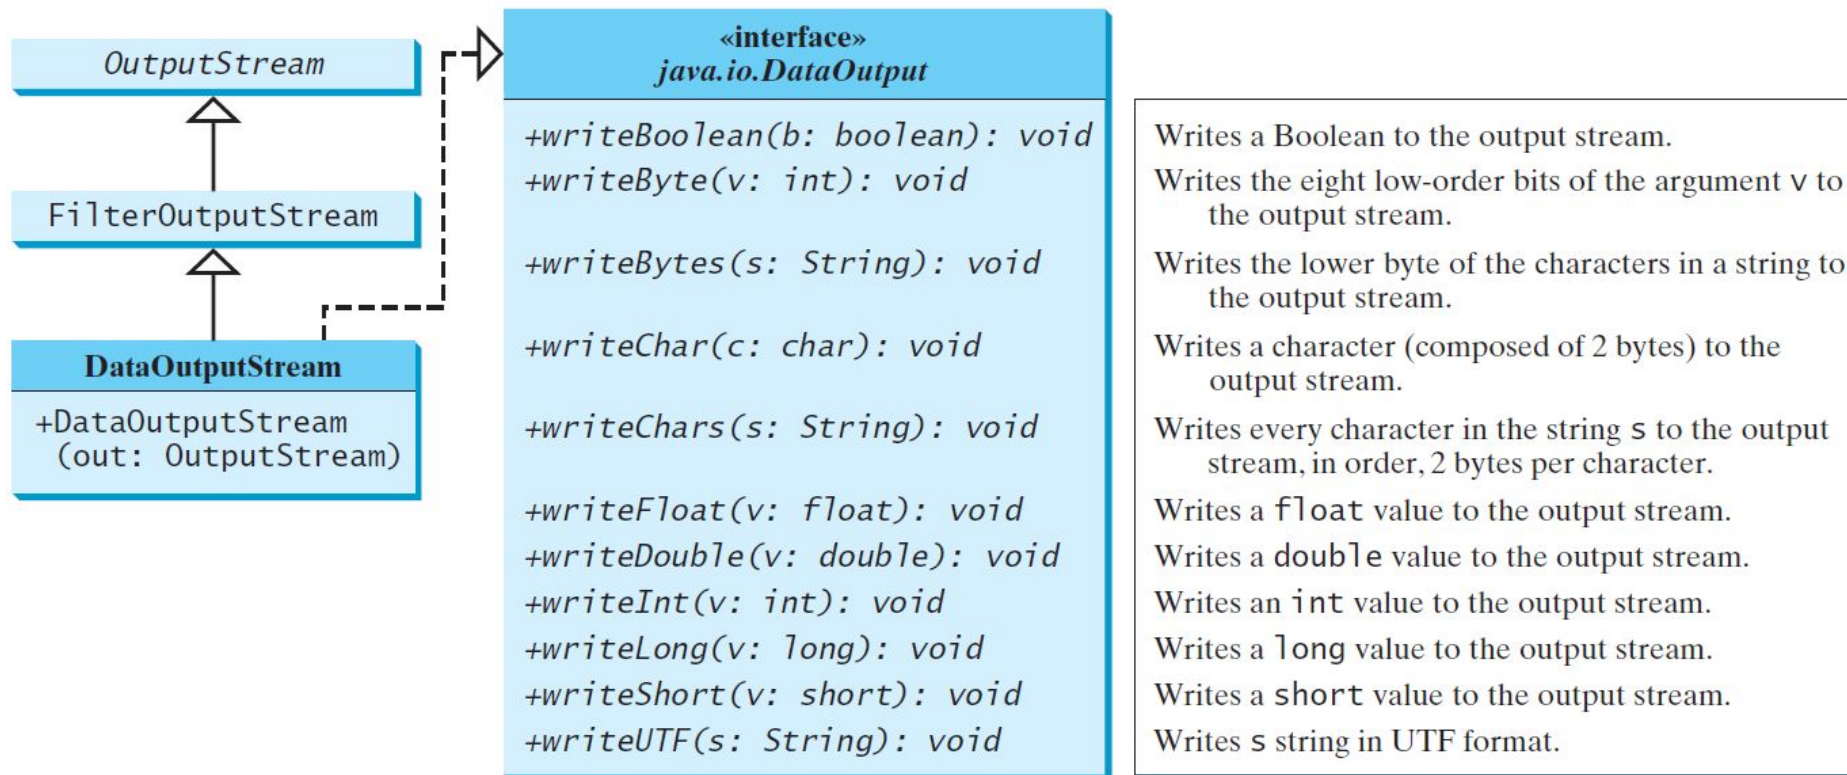 OutputStream
FilterOutputStream
DataOutputStream
+DataOutputStream
(out: OutputStream)
«interface»
java.io.DataOutput
+writeBoolean(b: boolean): void
Writes a Boolean to the output stream.
+writeByte(v: int): void
Writes the eight low-order bits of the argument v to
the output stream.
+writeBytes(s: String): void
Writes the lower byte of the characters in a string to
the output stream.
+writeChar(c: char): void
Writes a character (composed of 2 bytes) to the
output stream.
+writeChars(s: String): void
Writes every character in the string s to the output
stream, in order, 2 bytes per character.
+writeFloat(v: float): void
Writes a float value to the output stream.
+writeDouble(v: double): void
Writes a double value to the output stream.
+writeInt(v: int): void
Writes an int value to the output stream.
+writeLong(v: long): void
Writes a long value to the output stream.
+writeShort(v: short): void
Writes a short value to the output stream.
+writeUTF(s: String): void
Writes s string in UTF format.